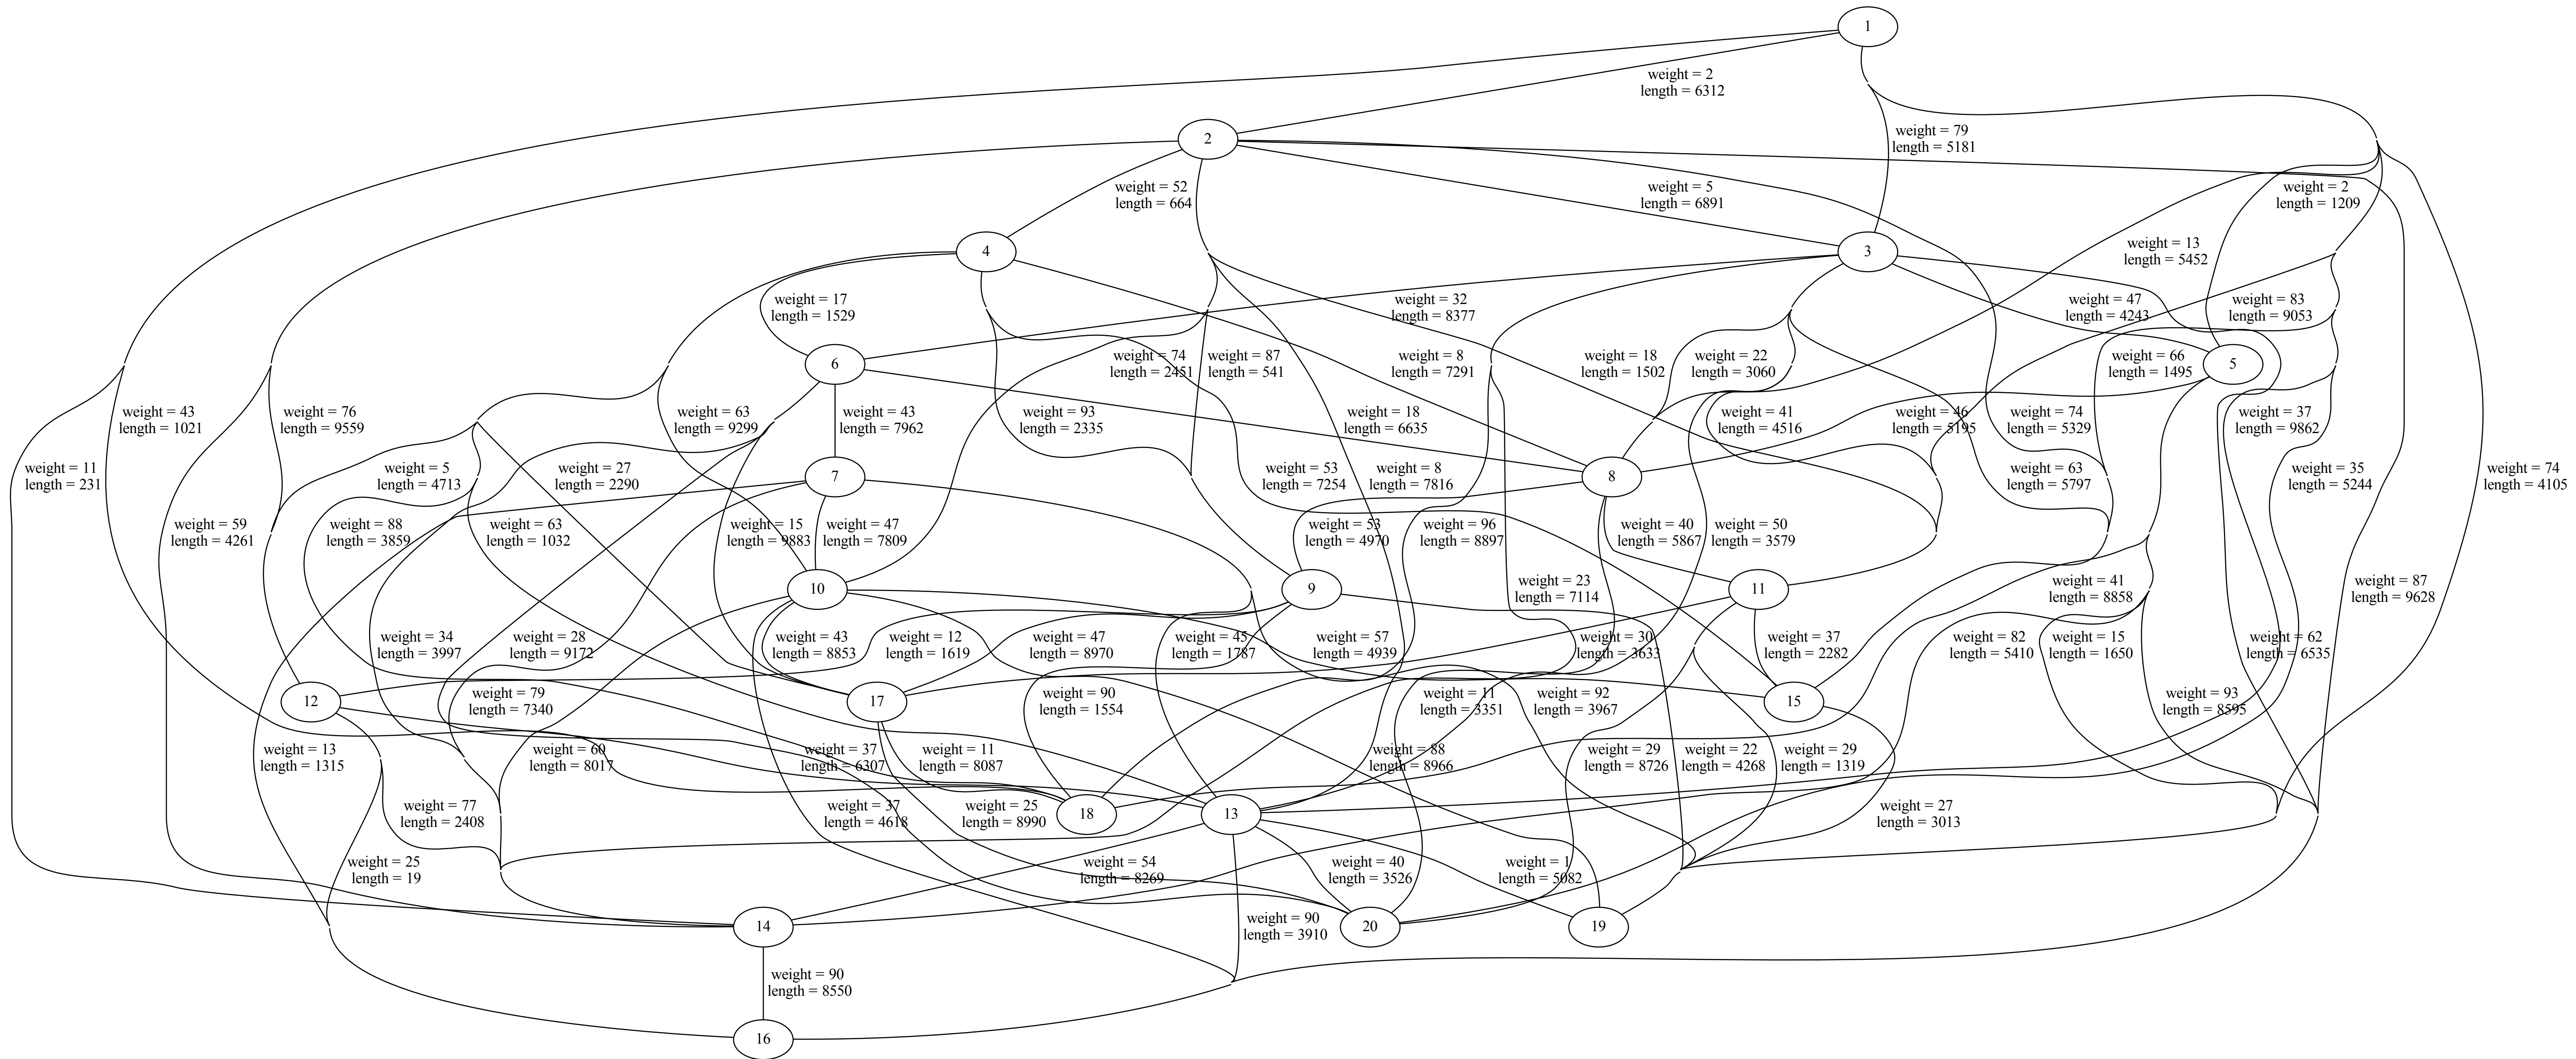 1
weight = 2
length = 6312
2
weight = 79
length = 5181
weight = 52
length = 664
weight = 5
length = 6891
weight = 2
length = 1209
4
3
weight = 13
length = 5452
weight = 17
length = 1529
weight = 32
length = 8377
weight = 47
length = 4243
weight = 83
length = 9053
6
weight = 74
length = 2451
weight = 87
length = 541
weight = 8
length = 7291
weight = 18
length = 1502
weight = 22
length = 3060
weight = 66
length = 1495
5
weight = 43
length = 1021
weight = 76
length = 9559
weight = 63
length = 9299
weight = 43
length = 7962
weight = 93
length = 2335
weight = 18
length = 6635
weight = 41
length = 4516
weight = 46
length = 5195
weight = 74
length = 5329
weight = 37
length = 9862
weight = 11
length = 231
weight = 5
length = 4713
weight = 27
length = 2290
7
weight = 53
length = 7254
weight = 8
length = 7816
8
weight = 63
length = 5797
weight = 35
length = 5244
weight = 74
length = 4105
weight = 59
length = 4261
weight = 88
length = 3859
weight = 63
length = 1032
weight = 15
length = 9883
weight = 47
length = 7809
weight = 53
length = 4970
weight = 96
length = 8897
weight = 40
length = 5867
weight = 50
length = 3579
10
9
weight = 23
length = 7114
11
weight = 41
length = 8858
weight = 87
length = 9628
weight = 34
length = 3997
weight = 28
length = 9172
weight = 43
length = 8853
weight = 12
length = 1619
weight = 47
length = 8970
weight = 45
length = 1787
weight = 57
length = 4939
weight = 30
length = 3633
weight = 37
length = 2282
weight = 82
length = 5410
weight = 15
length = 1650
weight = 62
length = 6535
12
weight = 79
length = 7340
17
weight = 90
length = 1554
weight = 11
length = 3351
weight = 92
length = 3967
15
weight = 93
length = 8595
weight = 13
length = 1315
weight = 60
length = 8017
weight = 37
length = 6307
weight = 11
length = 8087
weight = 88
length = 8966
weight = 29
length = 8726
weight = 22
length = 4268
weight = 29
length = 1319
weight = 77
length = 2408
weight = 37
length = 4618
weight = 25
length = 8990
18
13
weight = 27
length = 3013
weight = 25
length = 19
weight = 54
length = 8269
weight = 40
length = 3526
weight = 1
length = 5082
14
weight = 90
length = 3910
20
19
weight = 90
length = 8550
16